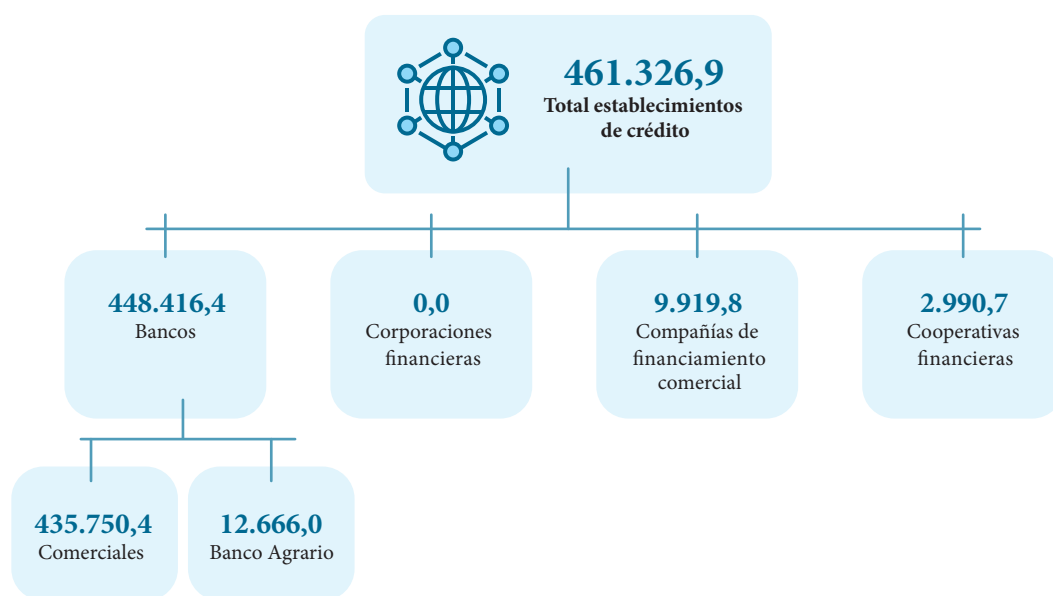 461.326,9
Total establecimientos
de crédito
448.416,4
Bancos
0,0
Corporaciones
financieras
9.919,8
Compañías de
financiamiento
comercial
2.990,7
Cooperativas
financieras
435.750,4
Comerciales
12.666,0
Banco Agrario